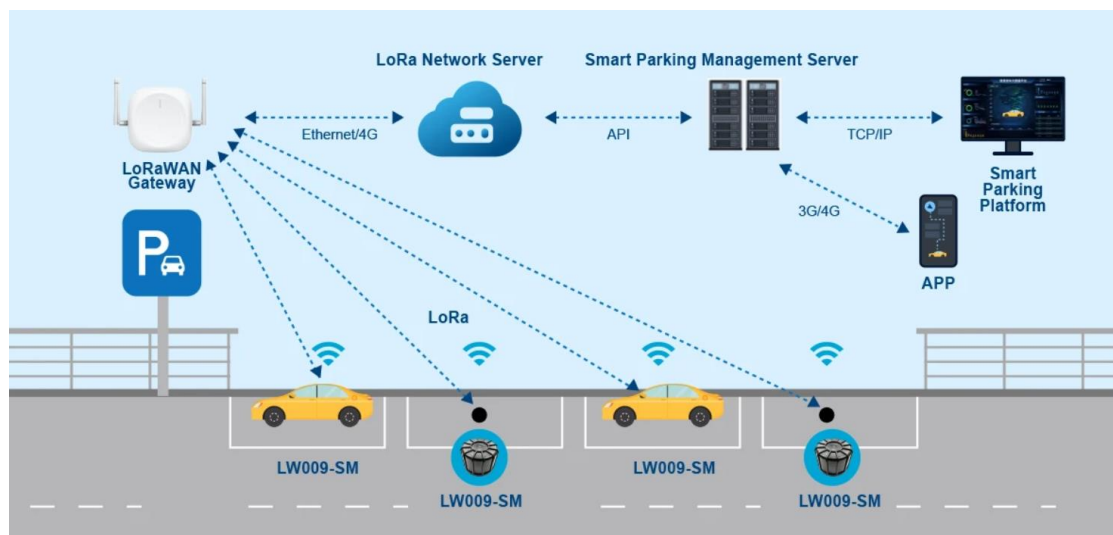 LoRa Network Server
Smart Parking Management Server
Ethernet/4G
API
TCP/IP
LoRaWAN
Gateway
Smart
Parking
Platform
3G/4G
P
APP
LoRa
LW009-SM
LW009-SM
LW009-SM
LW009-SM